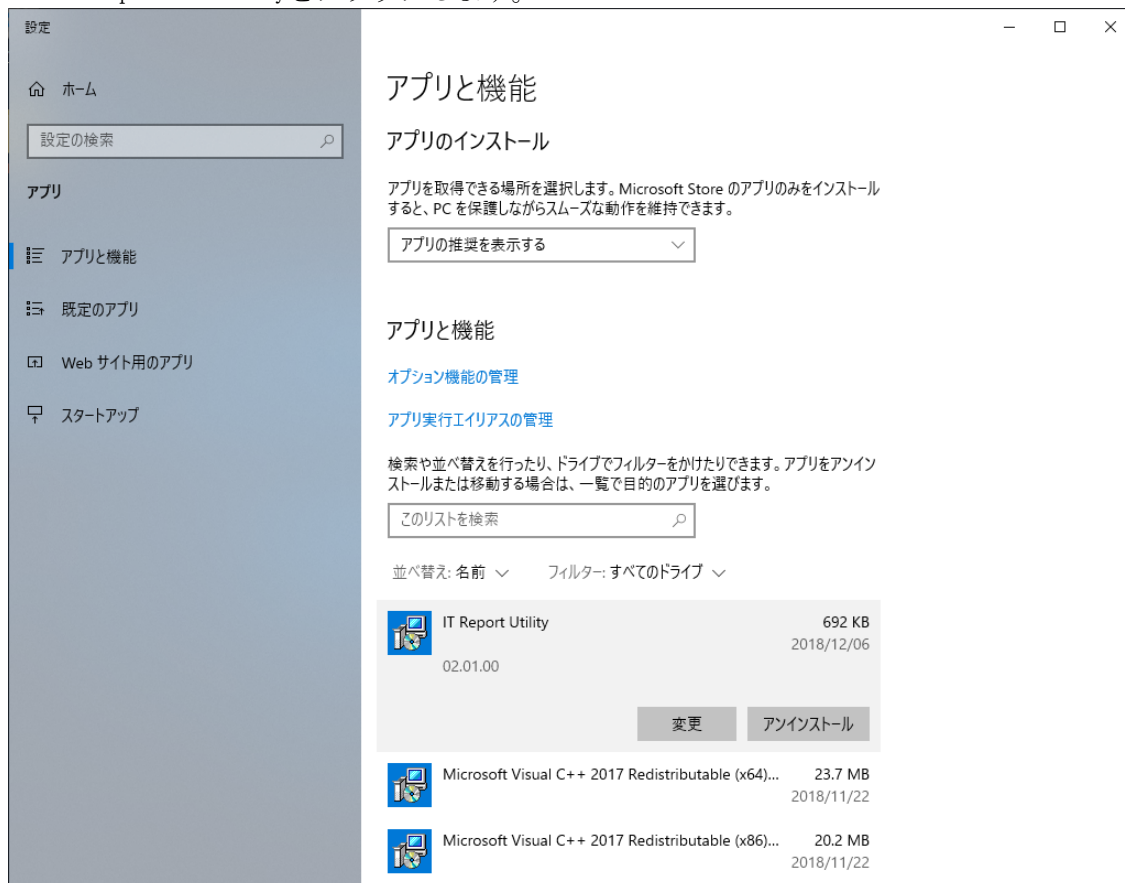 設定
ホーム
設定の検索
アプリ
アプリと機能
既定のアプリ
Web サイト用のアプリ
スタートアップ
アプリと機能
アプリのインストール
アプリを取得できる場所を選択します。Microsoft Store のアプリのみをインストール
すると、PC を保護しながらスムーズな動作を維持できます。
アプリの推奨を表示する
アプリと機能
オプション機能の管理
アプリ実行エイリアスの管理
検索や並べ替えを行ったり、ドライブでフィルターをかけたりできます。アプリをアンイン
ストールまたは移動する場合は、一覧で目的のアプリを選びます。
このリストを検索
並べ替え: 名前 フィルター: すべてのドライブ
IT Report Utility 692 KB
2018/12/06
02.01.00
変更 アンインストール
Microsoft Visual C++ 2017 Redistributable (x64)... 23.7 MB
2018/11/22
Microsoft Visual C++ 2017 Redistributable (x86)... 20.2 MB
2018/11/22